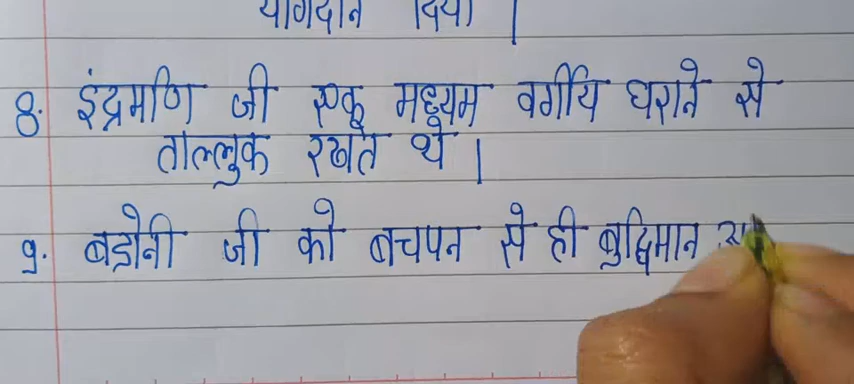 योगदान दिया |
8. इंद्रमणि जी एक मध्यम वर्गीय घराने से
ताल्लुक रखते थे |
9. बडोनी जी को बचपन से ही बुद्धिमान